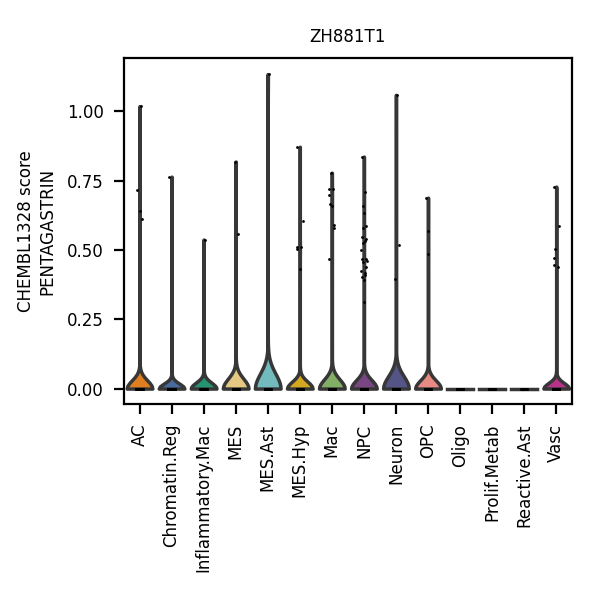 ZH881T1
CHEMBL1328 score
PENTAGASTRIN
1.00
0.75
0.50
0.25
0.00
AC
Chromatin.Reg
Inflammatory.Mac
MES
MES.Ast
MES.Hyp
Mac
NPC
Neuron
OPC
Oligo
Prolif.Metab
Reactive.Ast
Vasc